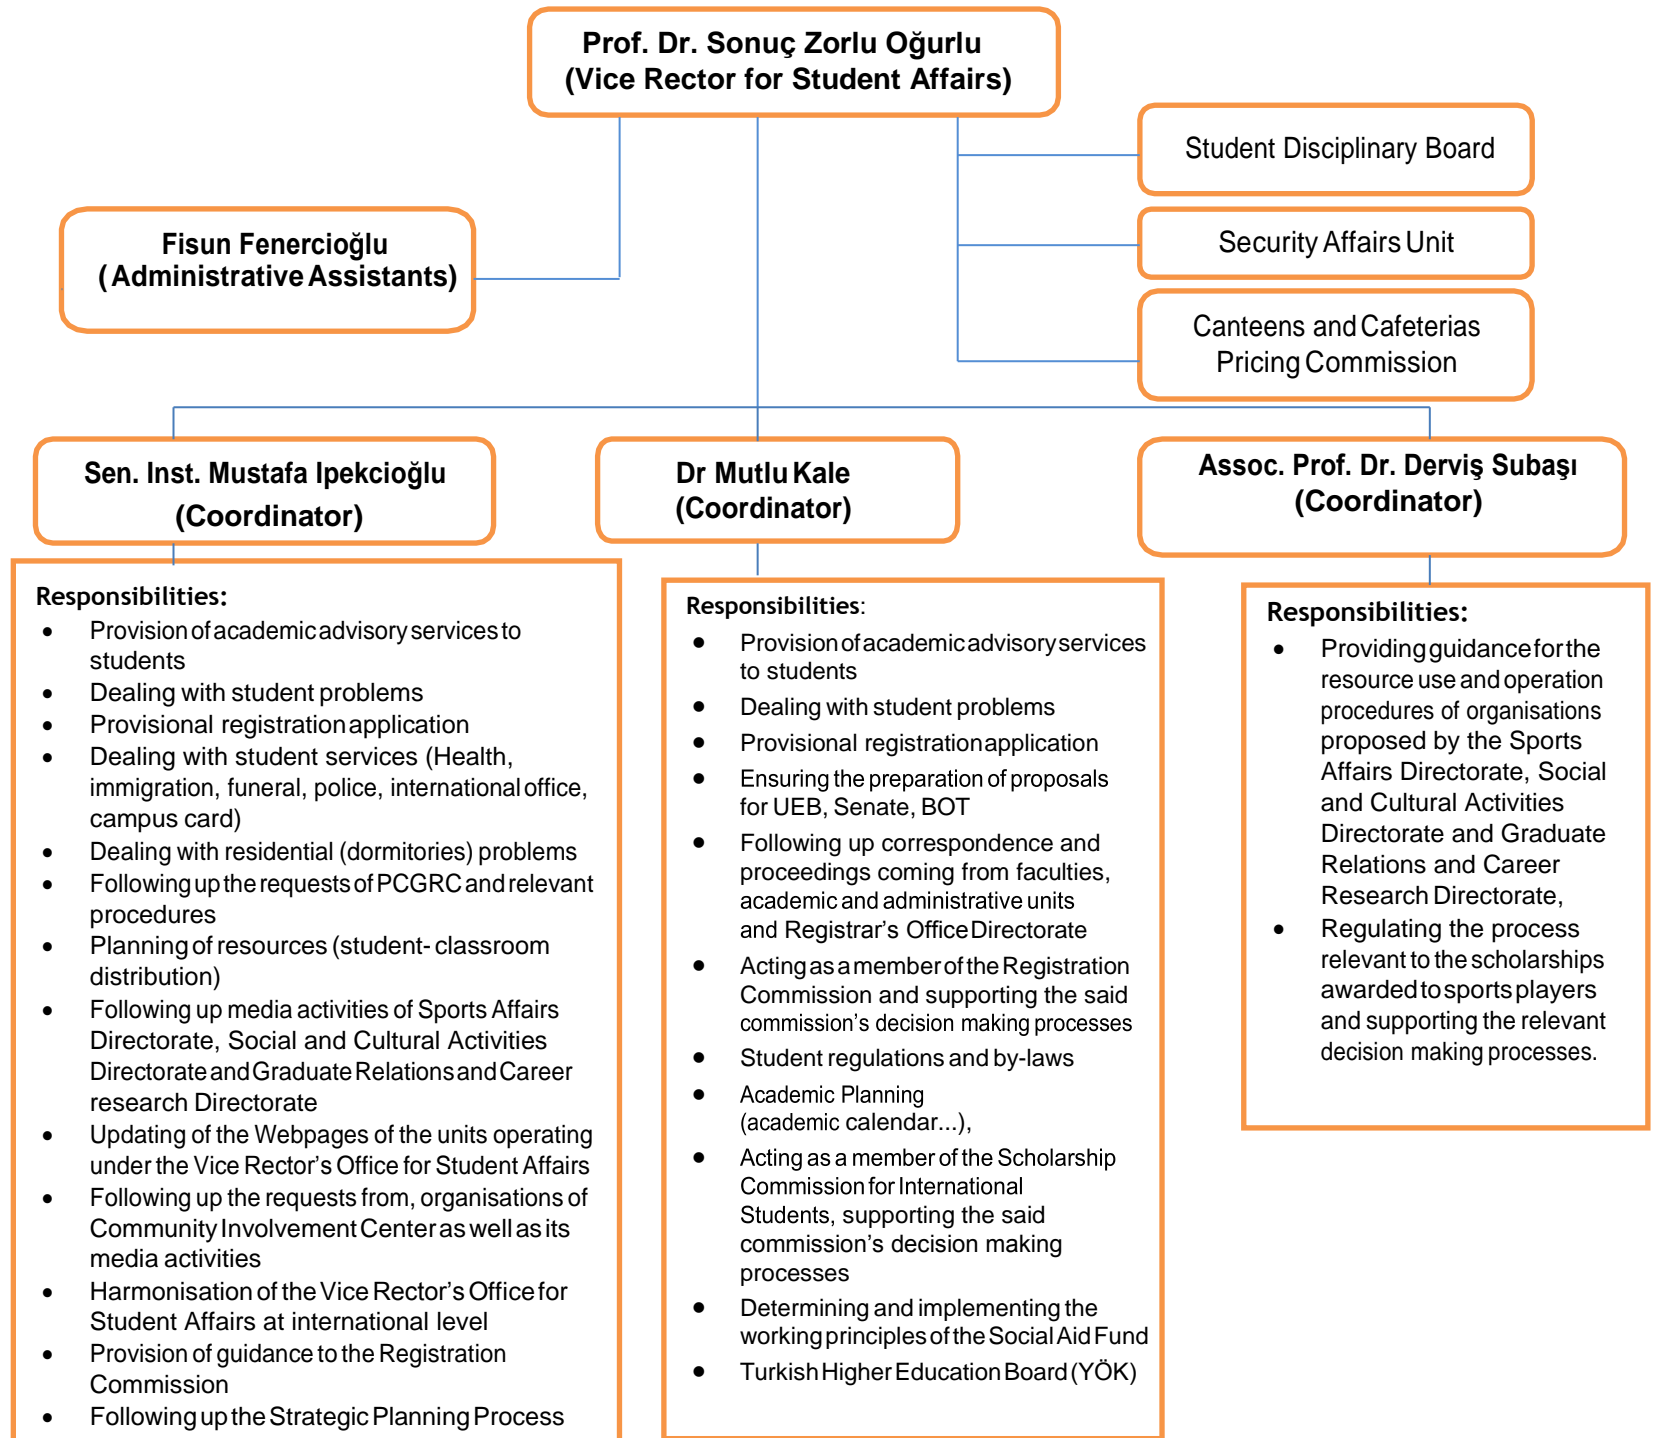 Prof. Dr. Sonuç Zorlu Oğurlu
(Vice Rector for Student Affairs)
Student Disciplinary Board
Fisun Fenercioğlu
( Administrative Assistants)
Security Affairs Unit
Canteens and Cafeterias
Pricing Commission
Sen. Inst. Mustafa Ipekcioğlu
(Coordinator)
Dr Mutlu Kale
(Coordinator)
Assoc. Prof. Dr. Derviş Subaşı
(Coordinator)
Responsibilities:
• Provision of academic advisory services to
students
• Dealing with student problems
• Provisional registration application
• Dealing with student services (Health,
immigration, funeral, police, international office,
campus card)
• Dealing with residential (dormitories) problems
• Following up the requests of PCGRC and relevant
procedures
• Planning of resources (student- classroom
distribution)
• Following up media activities of Sports Affairs
Directorate, Social and Cultural Activities
Directorate and Graduate Relations and Career
research Directorate
• Updating of the Webpages of the units operating
under the Vice Rector's Office for Student Affairs
• Following up the requests from, organisations of
Community Involvement Center as well as its
media activities
• Harmonisation of the Vice Rector's Office for
Student Affairs at international level
• Provision of guidance to the Registration
Commission
• Following up the Strategic Planning Process
Responsibilities:
• Provision of academic advisory services
to students
• Dealing with student problems
• Provisional registration application
• Ensuring the preparation of proposals
for UEB, Senate, BOT
• Following up correspondence and
proceedings coming from faculties,
academic and administrative units
and Registrar's Office Directorate
• Acting as a member of the Registration
Commission and supporting the said
commission's decision making processes
• Student regulations and by-laws
• Academic Planning
(academic calendar...),
• Acting as a member of the Scholarship
Commission for International
Students, supporting the said
commission's decision making
processes
• Determining and implementing the
working principles of the Social Aid Fund
• Turkish Higher Education Board (YÖK)
Responsibilities:
• Providing guidance for the
resource use and operation
procedures of organisations
proposed by the Sports
Affairs Directorate, Social
and Cultural Activities
Directorate and Graduate
Relations and Career
Research Directorate,
• Regulating the process
relevant to the scholarships
awarded to sports players
and supporting the relevant
decision making processes.